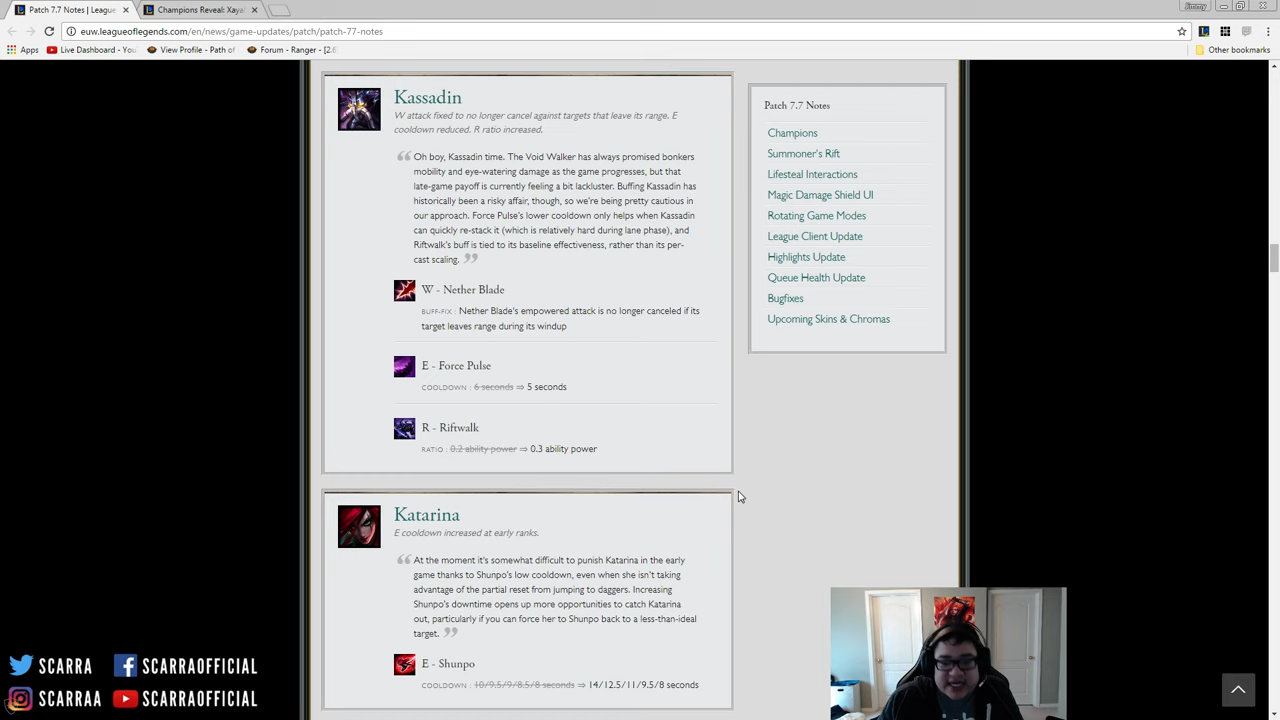 Patch 7.7 Notes | Leagu
Champions Reveal: Xaya
Jimmy
euw.leagueoflegends.com/en/news/game-updates/patch/patch-77-notes
Apps
Live Dashboard - You
View Profile - Path of
Forum - Ranger - [2.6
Other bookmarks
Kassadin
W attack fixed to no longer cancel against targets that leave its range. E
cooldown reduced. R ratio increased.
Oh boy, Kassadin time. The Void Walker has always promised bonkers
mobility and eye-watering damage as the game progresses, but that
late-game payoff is currently feeling a bit lackluster. Buffing Kassadin has
historically been a risky affair, though, so we're being pretty cautious in
our approach. Force Pulse's lower cooldown only helps when Kassadin
can quickly re-stack it (which is relatively hard during lane phase), and
Riftwalk's buff is tied to its baseline effectiveness, rather than its per-
cast scaling.
W - Nether Blade
BUFF-FIX : Nether Blade's empowered attack is no longer canceled if its
target leaves range during its windup
E - Force Pulse
COOLDOWN : 6 seconds ⇒ 5 seconds
R - Riftwalk
RATIO : 0.2 ability power ⇒ 0.3 ability power
Katarina
E cooldown increased at early ranks.
At the moment it's somewhat difficult to punish Katarina in the early
game thanks to Shunpo's low cooldown, even when she isn't taking
advantage of the partial reset from jumping to daggers. Increasing
Shunpo's downtime opens up more opportunities to catch Katarina
out, particularly if you can force her to Shunpo back to a less-than-ideal
target.
E - Shunpo
COOLDOWN : 10/9.5/9/8.5/8 seconds ⇒ 14/12.5/11/9.5/8 seconds
Patch 7.7 Notes
Champions
Summoner's Rift
Lifesteal Interactions
Magic Damage Shield UI
Rotating Game Modes
League Client Update
Highlights Update
Queue Health Update
Bugfixes
Upcoming Skins & Chromas
SCARRA
SCARRAOFFICIAL
SCARRAA
SCARRAOFFICIAL